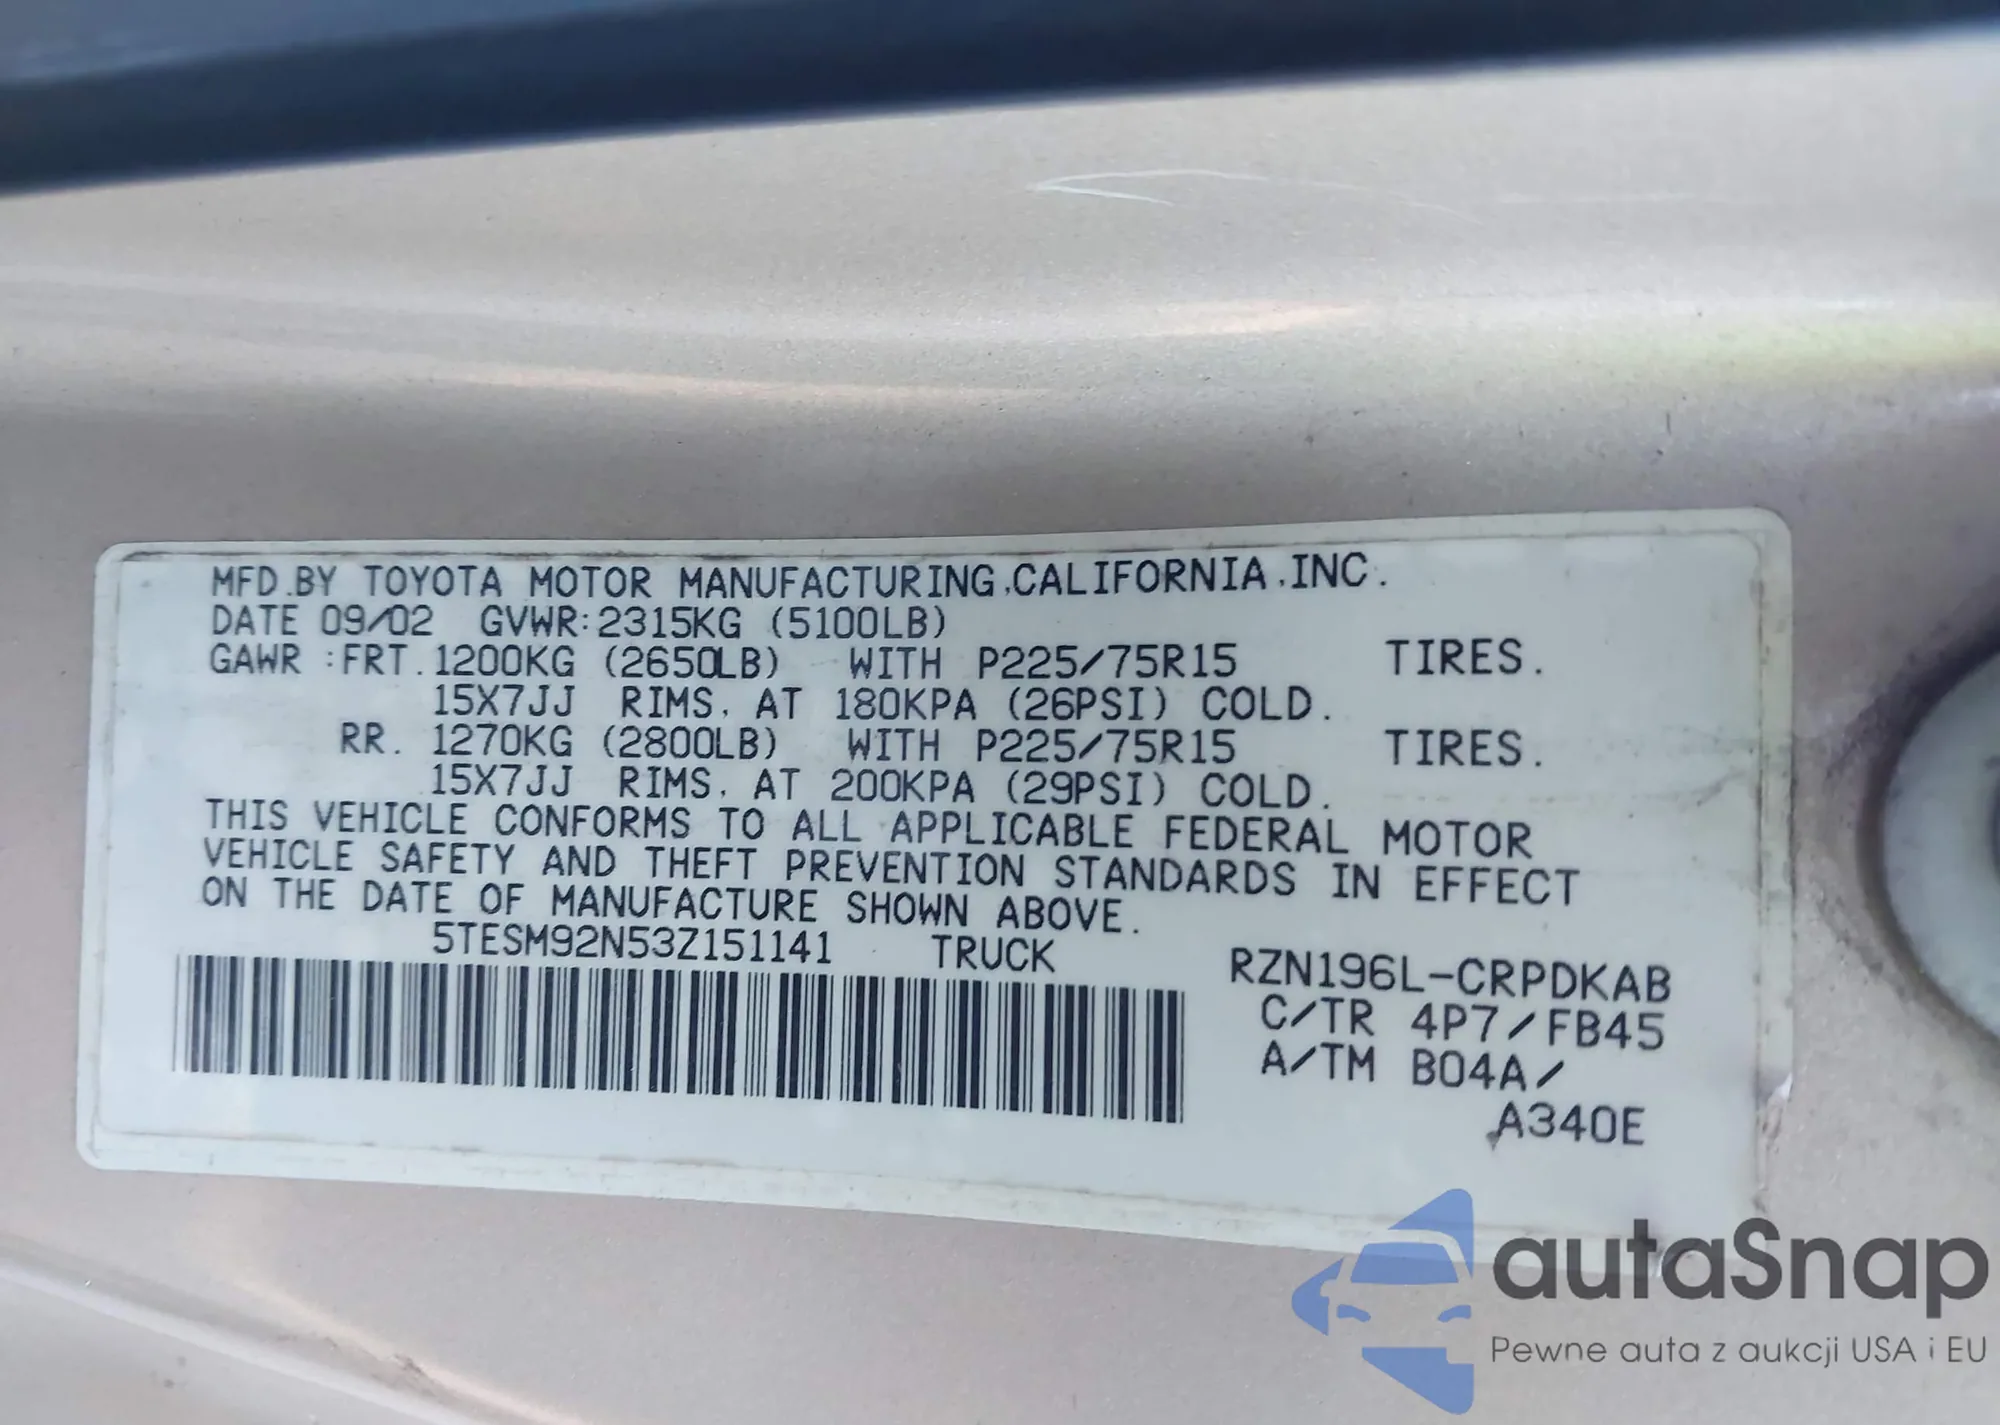 MFD.BY TOYOTA MOTOR MANUFACTURING,CALIFORNIA,INC.
DATE 09/02 GVWR:2315KG (5100LB)
GAWR :FRT. 1200KG (2650LB) WITH P225/75R15 TIRES.
15X7JJ RIMS, AT 180KPA (26PSI) COLD.
RR. 1270KG (2800LB) WITH P225/75R15 TIRES.
15X7JJ RIMS, AT 200KPA (29PSI) COLD.
THIS VEHICLE CONFORMS TO ALL APPLICABLE FEDERAL MOTOR
VEHICLE SAFETY AND THEFT PREVENTION STANDARDS IN EFFECT
ON THE DATE OF MANUFACTURE SHOWN ABOVE.
5TESM92N53Z151141 TRUCK RZN196L-CRPDKAB
C/TR 4P7/FB45
A/TM B04A/
A340E
autaSnap
Pewne auta z aukcji USA i EU